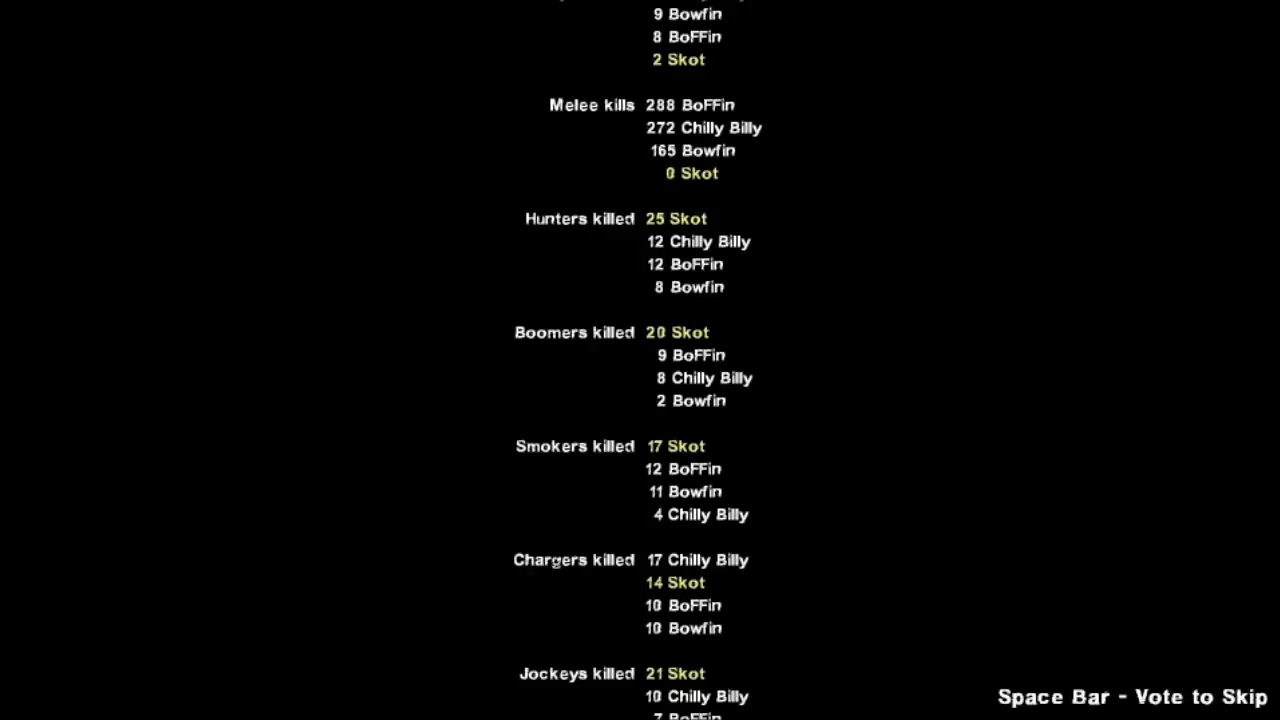 9 Bowfin
8 BoFFin
2 Skot
Melee kills 288 BoFFin
272 Chilly Billy
165 Bowfin
0 Skot
Hunters killed 25 Skot
12 Chilly Billy
12 BoFFin
8 Bowfin
Boomers killed 20 Skot
9 BoFFin
8 Chilly Billy
2 Bowfin
Smokers killed 17 Skot
12 BoFFin
11 Bowfin
4 Chilly Billy
Chargers killed 17 Chilly Billy
14 Skot
10 BoFFin
10 Bowfin
Jockeys killed 21 Skot
10 Chilly Billy
7 BoFFin
Space Bar - Vote to Skip